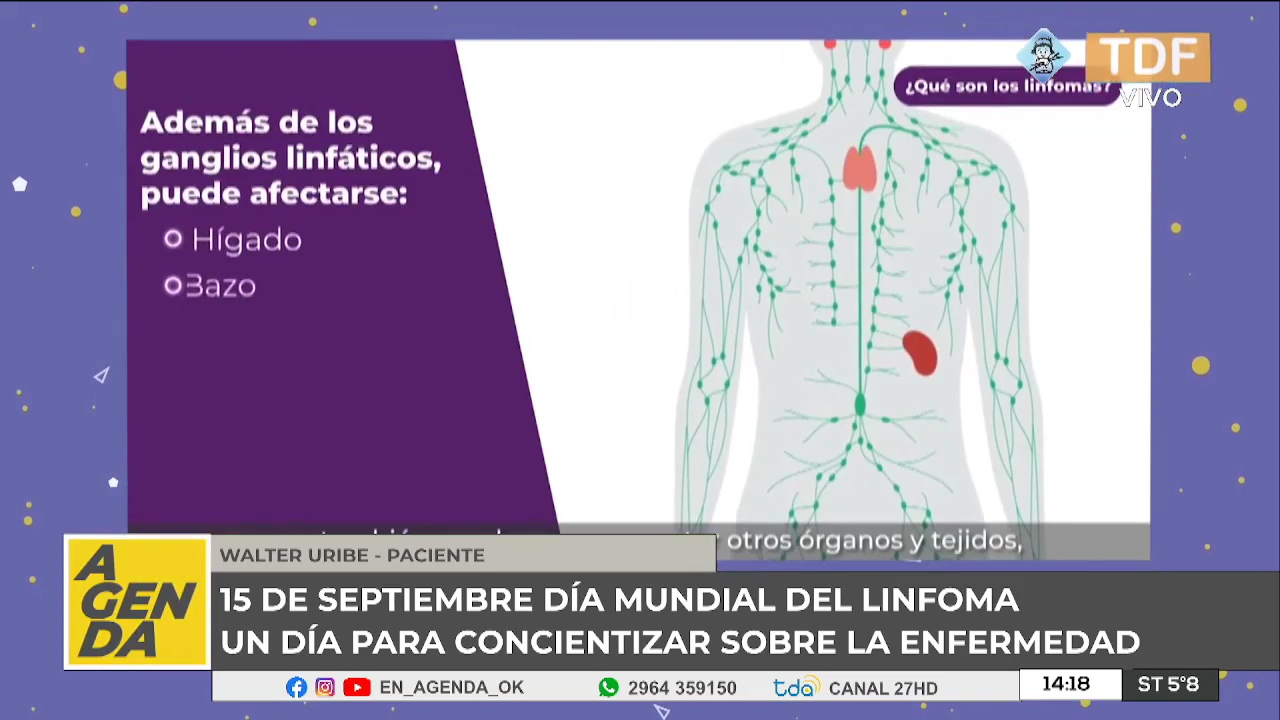 TDF
VIVO
¿Qué son los linfomas?
Además de los
ganglios linfáticos,
puede afectarse:
Hígado
Bazo
otros órganos y tejidos,
A
GEN
DA
WALTER URIBE - PACIENTE
15 DE SEPTIEMBRE DÍA MUNDIAL DEL LINFOMA
UN DÍA PARA CONCIENTIZAR SOBRE LA ENFERMEDAD
EN_AGENDA_OK
2964 359150
tda
CANAL 27HD
14:18
ST 5°8